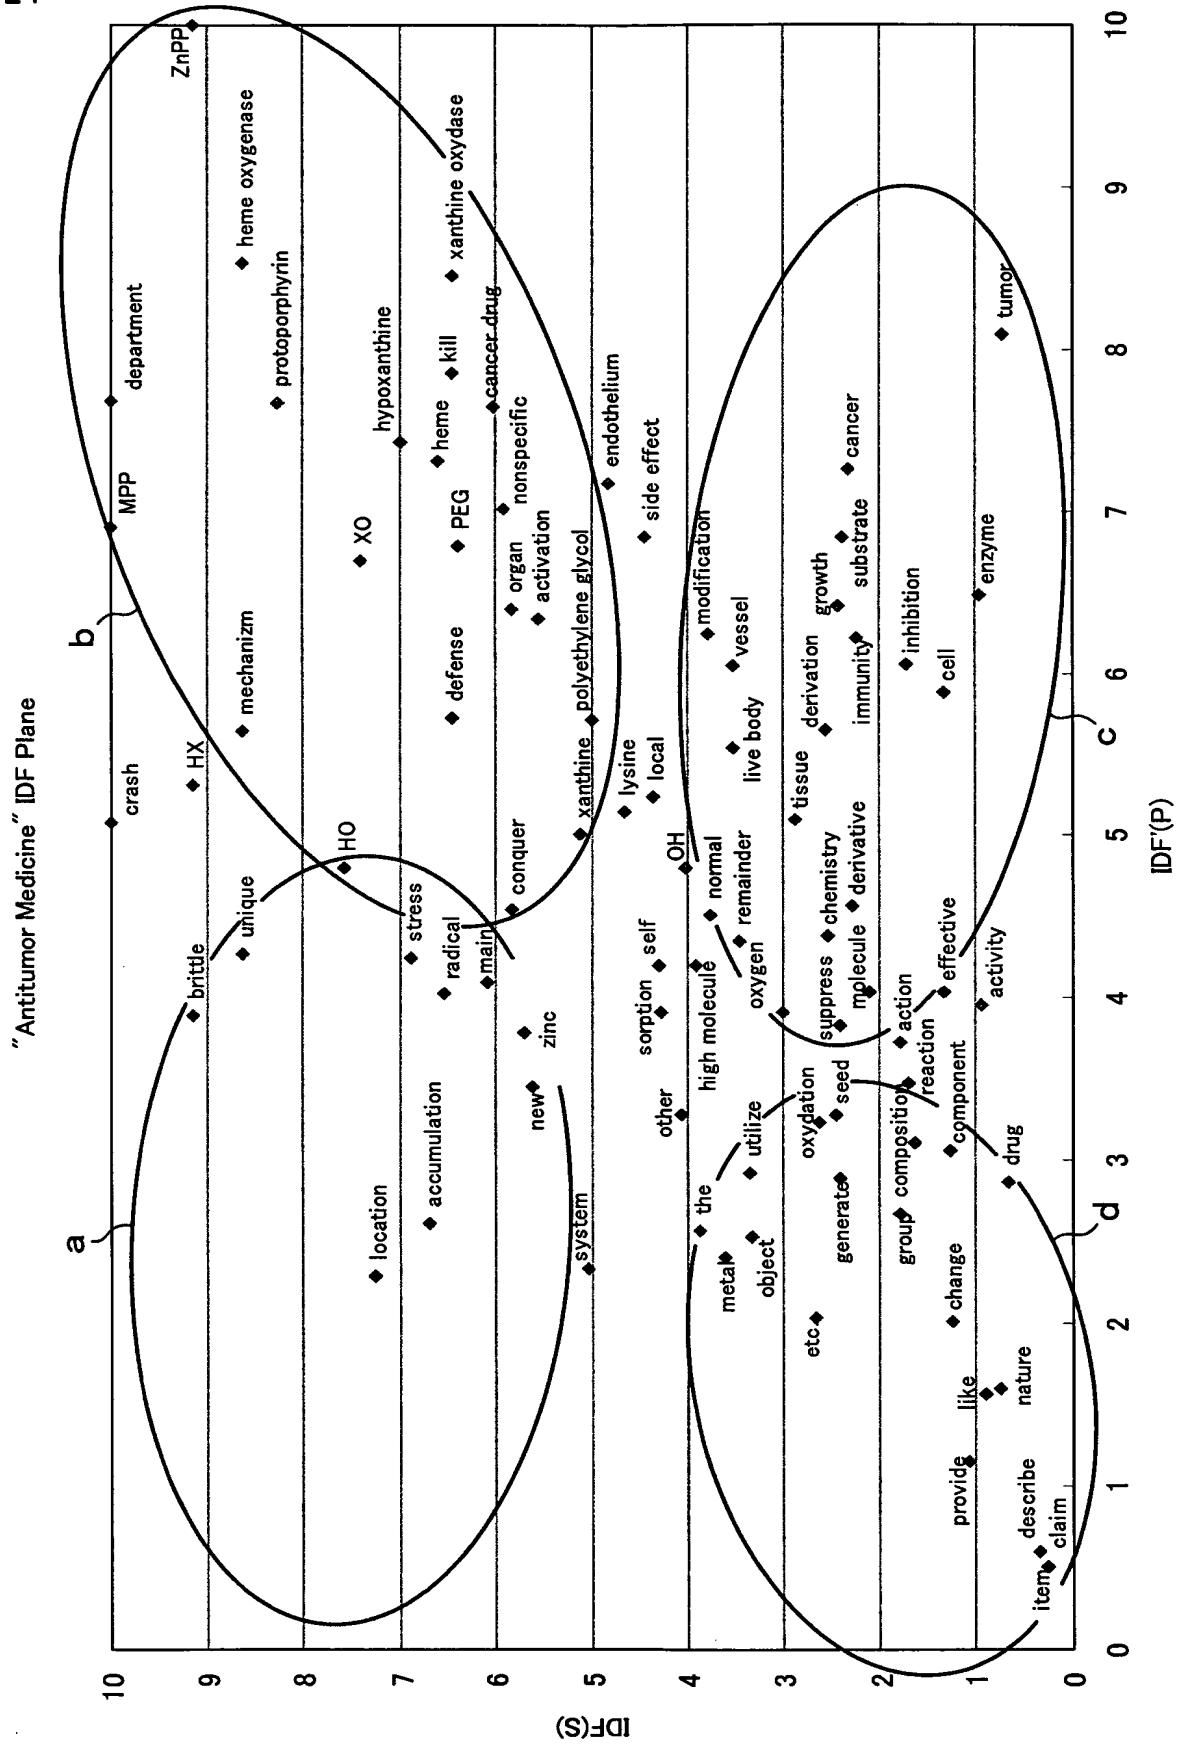 "Antitumor Medicine" IDF Plane
IDF(S)
10
9
8
7
6
5
4
3
2
1
0
IDF'(P)
0
1
2
3
4
5
6
7
8
9
10
a
b
c
d
ZnPP
department
MPP
crash
heme oxygenase
protoporphyrin
mechanizm
HX
brittle
unique
hypoxanthine
XO
HO
location
xanthine oxydase
kill
heme
PEG
defense
stress
radical
main
accumulation
cancer drug
nonspecific
organ
activation
conquer
zinc
new
polyethylene glycol
xanthine
system
endothelium
side effect
lysine
local
OH
self
sorption
high molecule
other
modification
vessel
live body
normal
remainder
oxygen
the
utilize
metal
object
tissue
derivation
growth
substrate
cancer
immunity
chemistry
derivative
molecule
suppress
oxydation
seed
generate
etc
inhibition
cell
enzyme
tumor
effective
activity
action
reaction
composition
component
group
drug
change
like
nature
provide
describe
claim
item